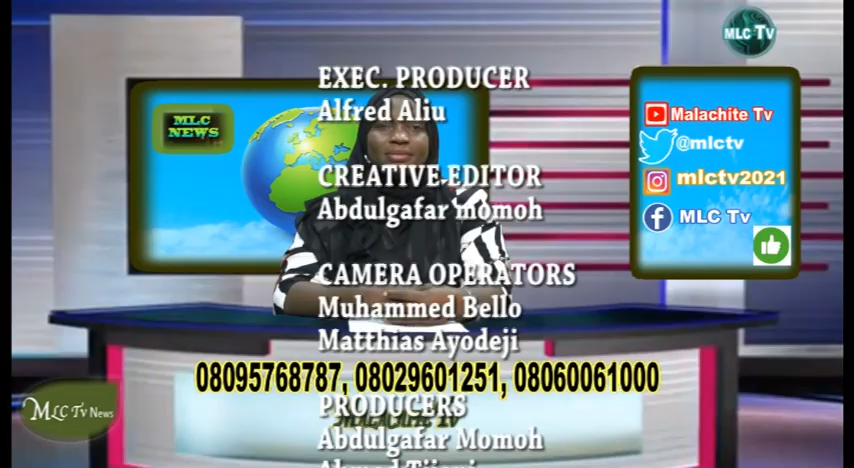 MLC Tv
EXEC. PRODUCER
Alfred Aliu
MLC
NEWS
Malachite Tv
@mlctv
mlctv2021
MLC Tv
CREATIVE EDITOR
Abdulgafar momoh
CAMERA OPERATORS
Muhammed Bello
Matthias Ayodeji
08095768787, 08029601251, 08060061000
MLC Tv News
PRODUCERS
Abdulgafar Momoh